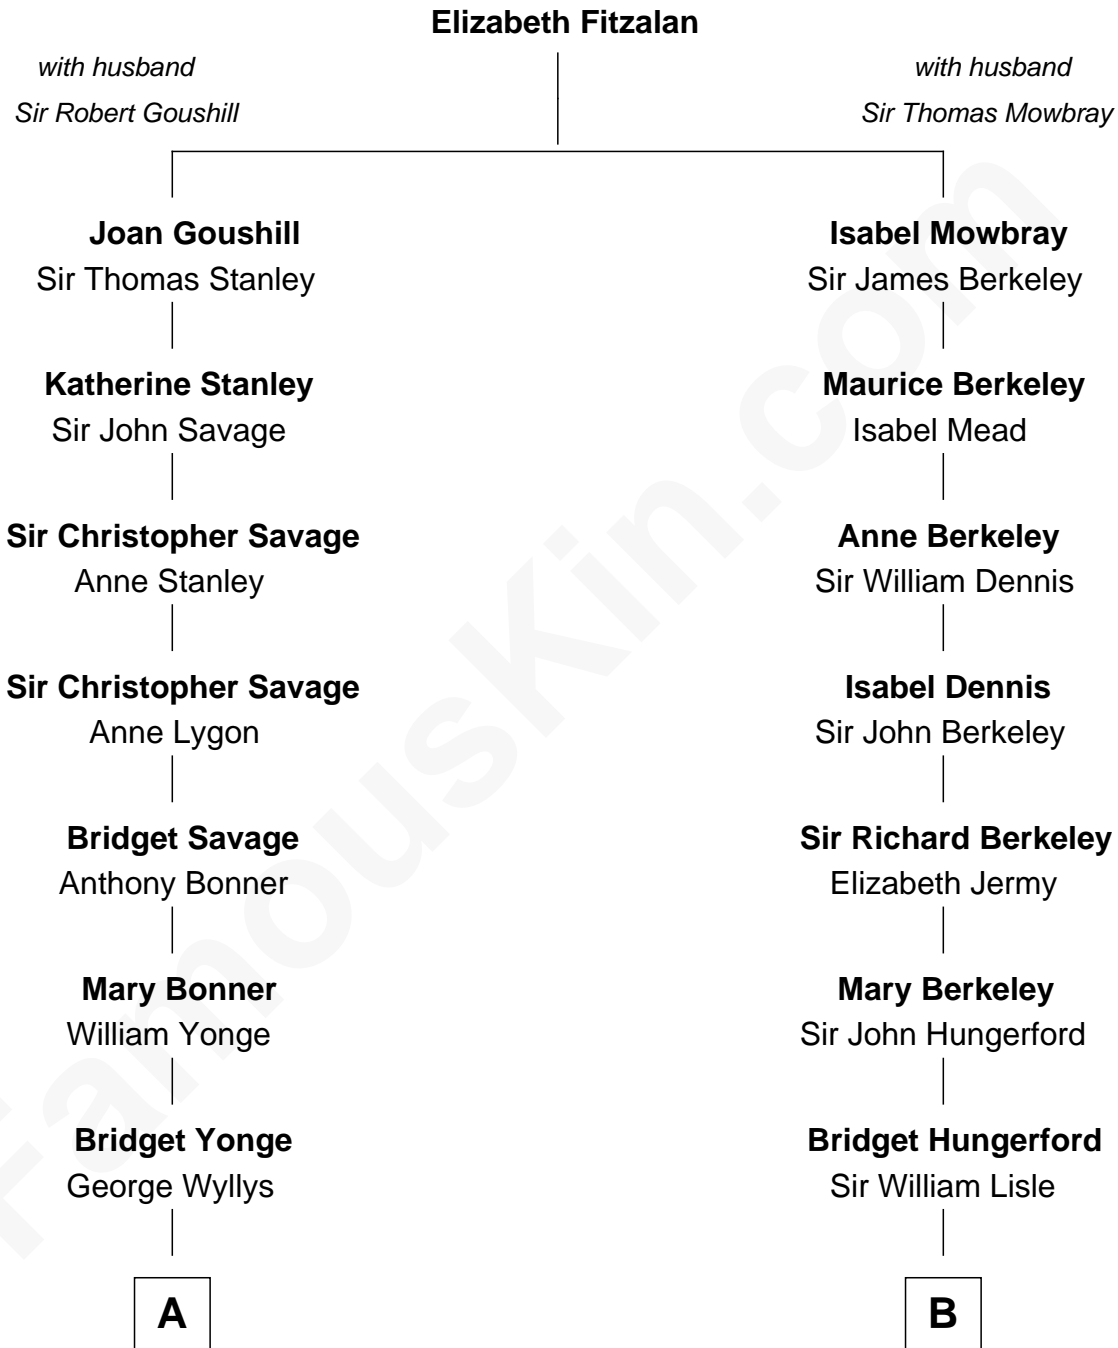 Elizabeth Fitzalan
with husband
Sir Robert Goushill
with husband
Sir Thomas Mowbray
Joan Goushill
Sir Thomas Stanley
Isabel Mowbray
Sir James Berkeley
Katherine Stanley
Sir John Savage
Maurice Berkeley
Isabel Mead
Sir Christopher Savage
Anne Stanley
Anne Berkeley
Sir William Dennis
Sir Christopher Savage
Anne Lygon
Isabel Dennis
Sir John Berkeley
Bridget Savage
Anthony Bonner
Sir Richard Berkeley
Elizabeth Jermy
Mary Bonner
William Yonge
Mary Berkeley
Sir John Hungerford
Bridget Yonge
George Wyllys
Bridget Hungerford
Sir William Lisle
A
B
FamousKin.com